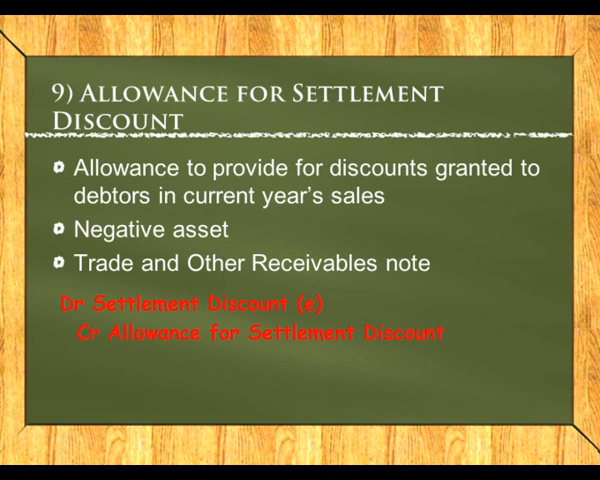 9) Allowance for Settlement
Discount
Allowance to provide for discounts granted to
debtors in current year's sales
Negative asset
Trade and Other Receivables note
Dr Settlement Discount (e)
Cr Allowance for Settlement Discount